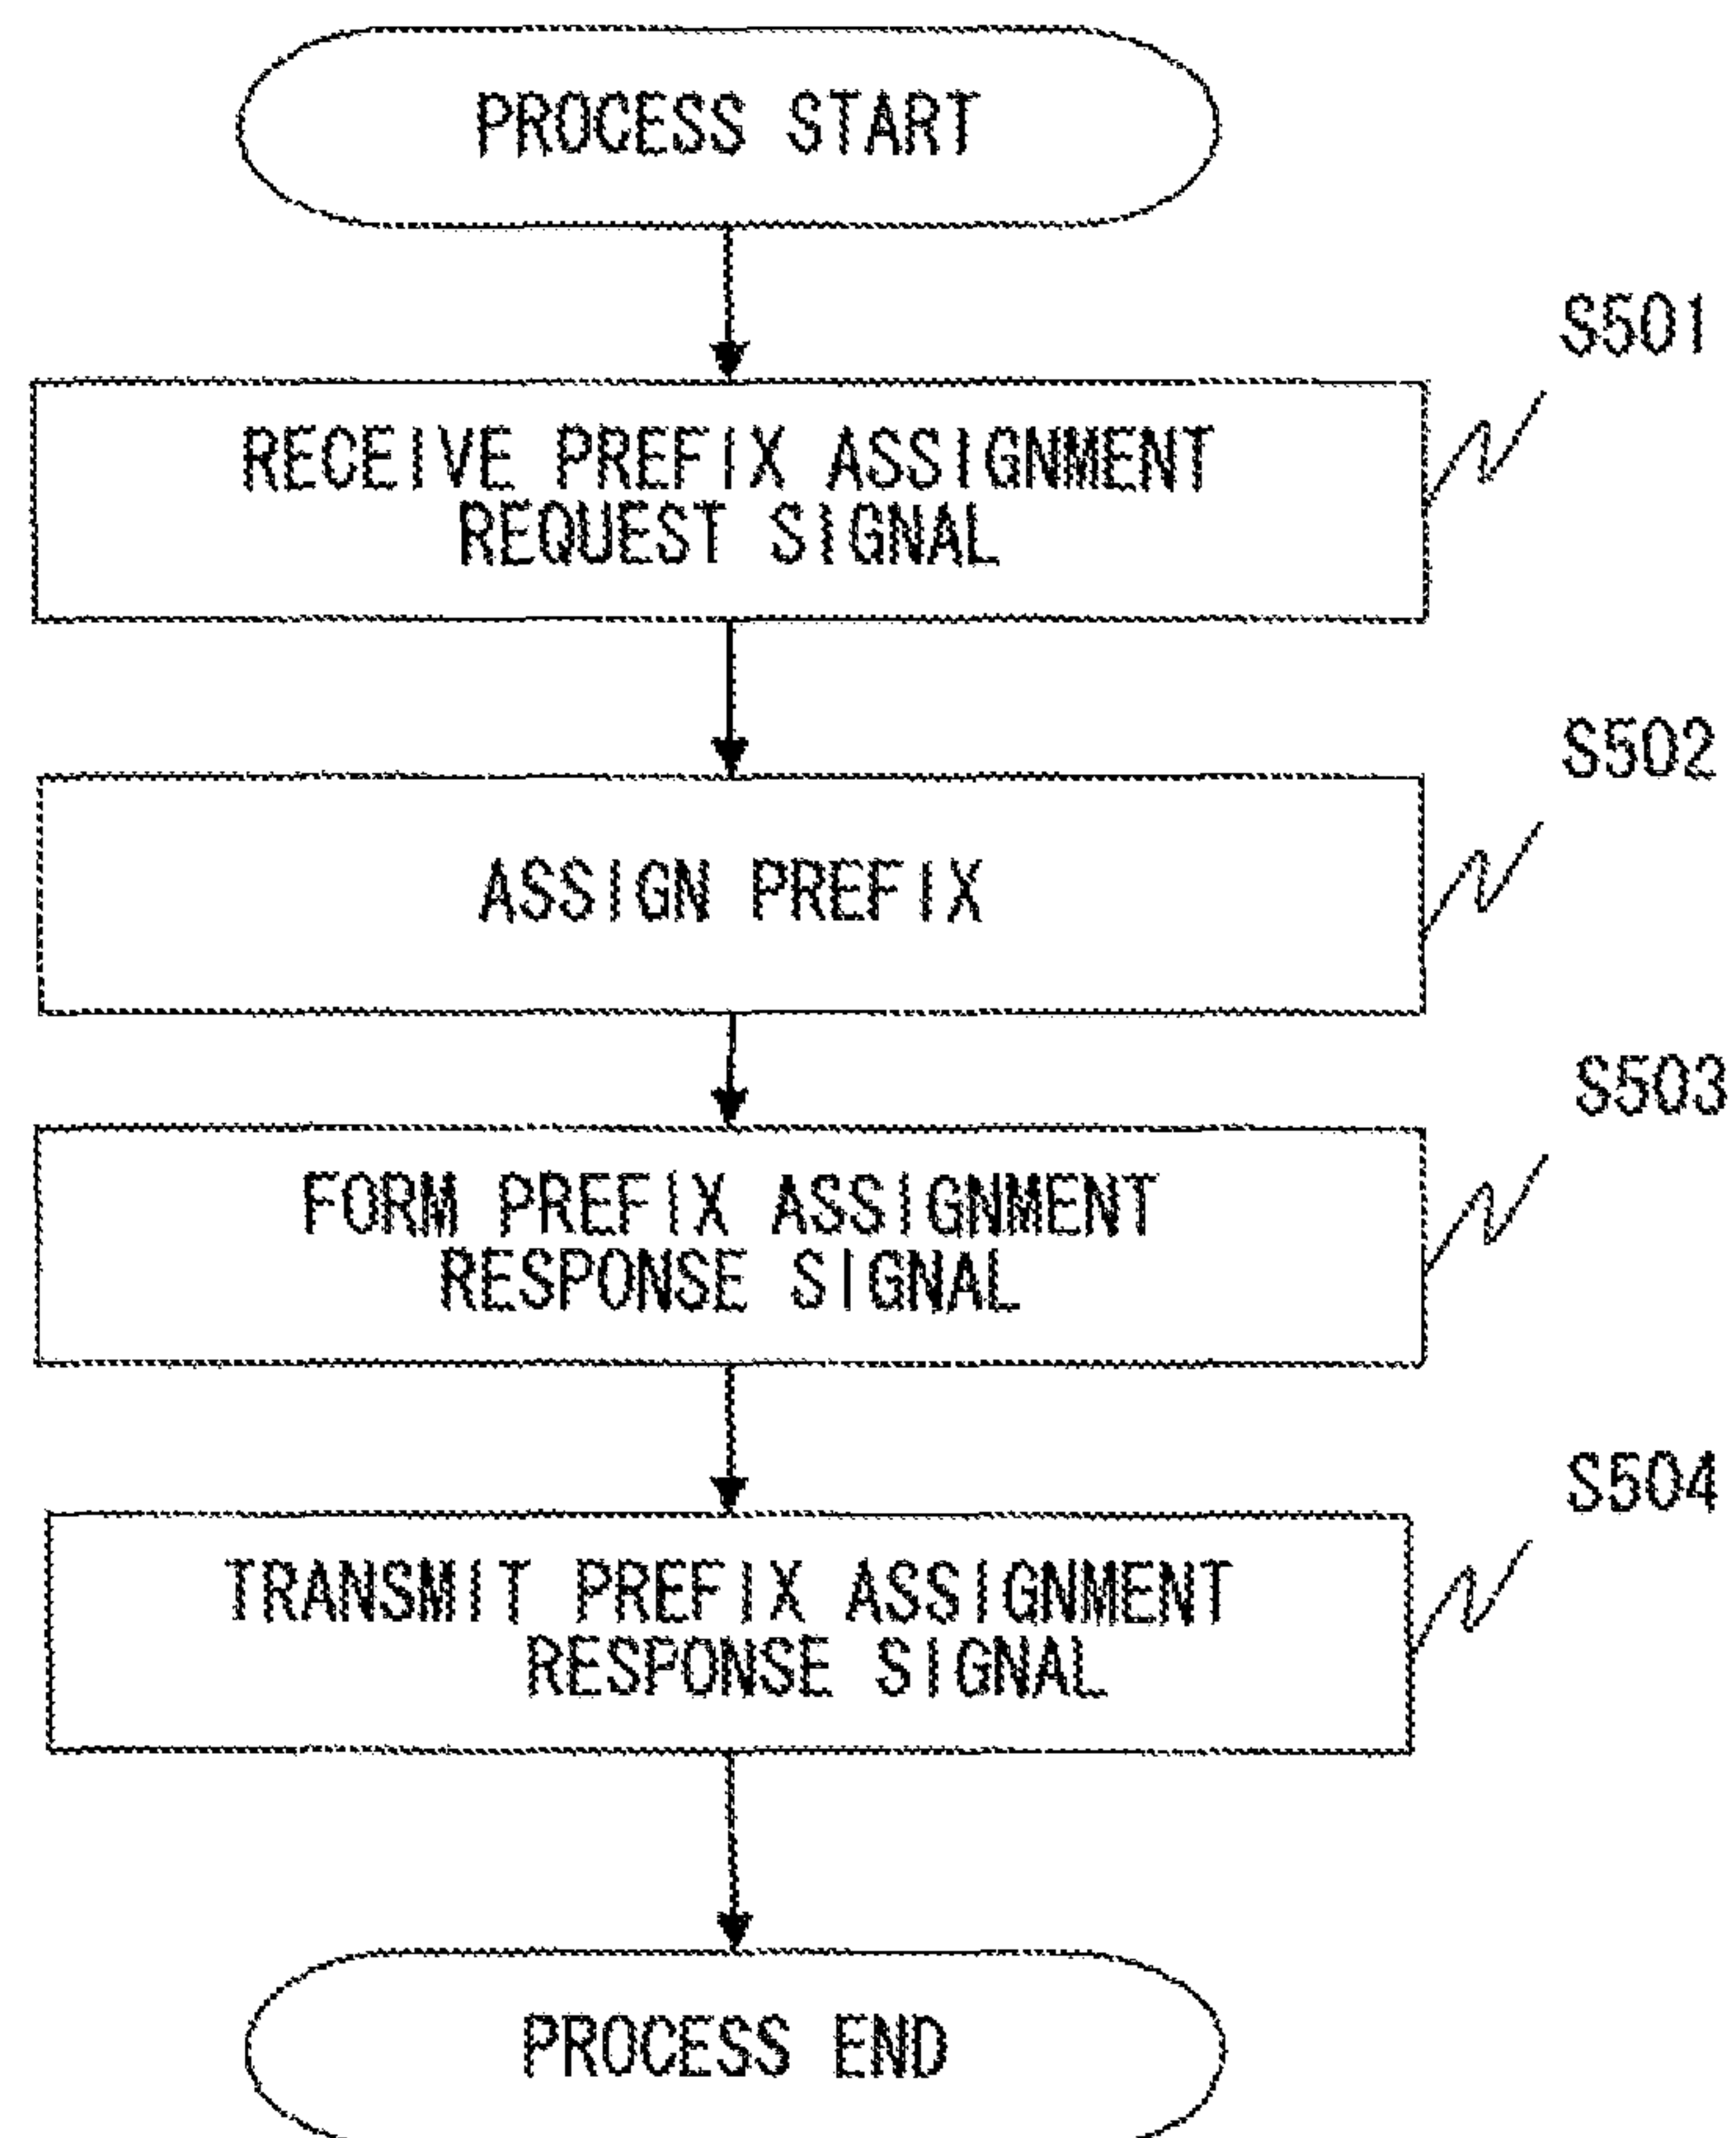 PROCESS START
S501
RECEIVE PREFIX ASSIGNMENT
REQUEST SIGNAL
S502
ASSIGN PREFIX
S503
FORM PREFIX ASSIGNMENT
RESPONSE SIGNAL
S504
TRANSMIT PREFIX ASSIGNMENT
RESPONSE SIGNAL
PROCESS END